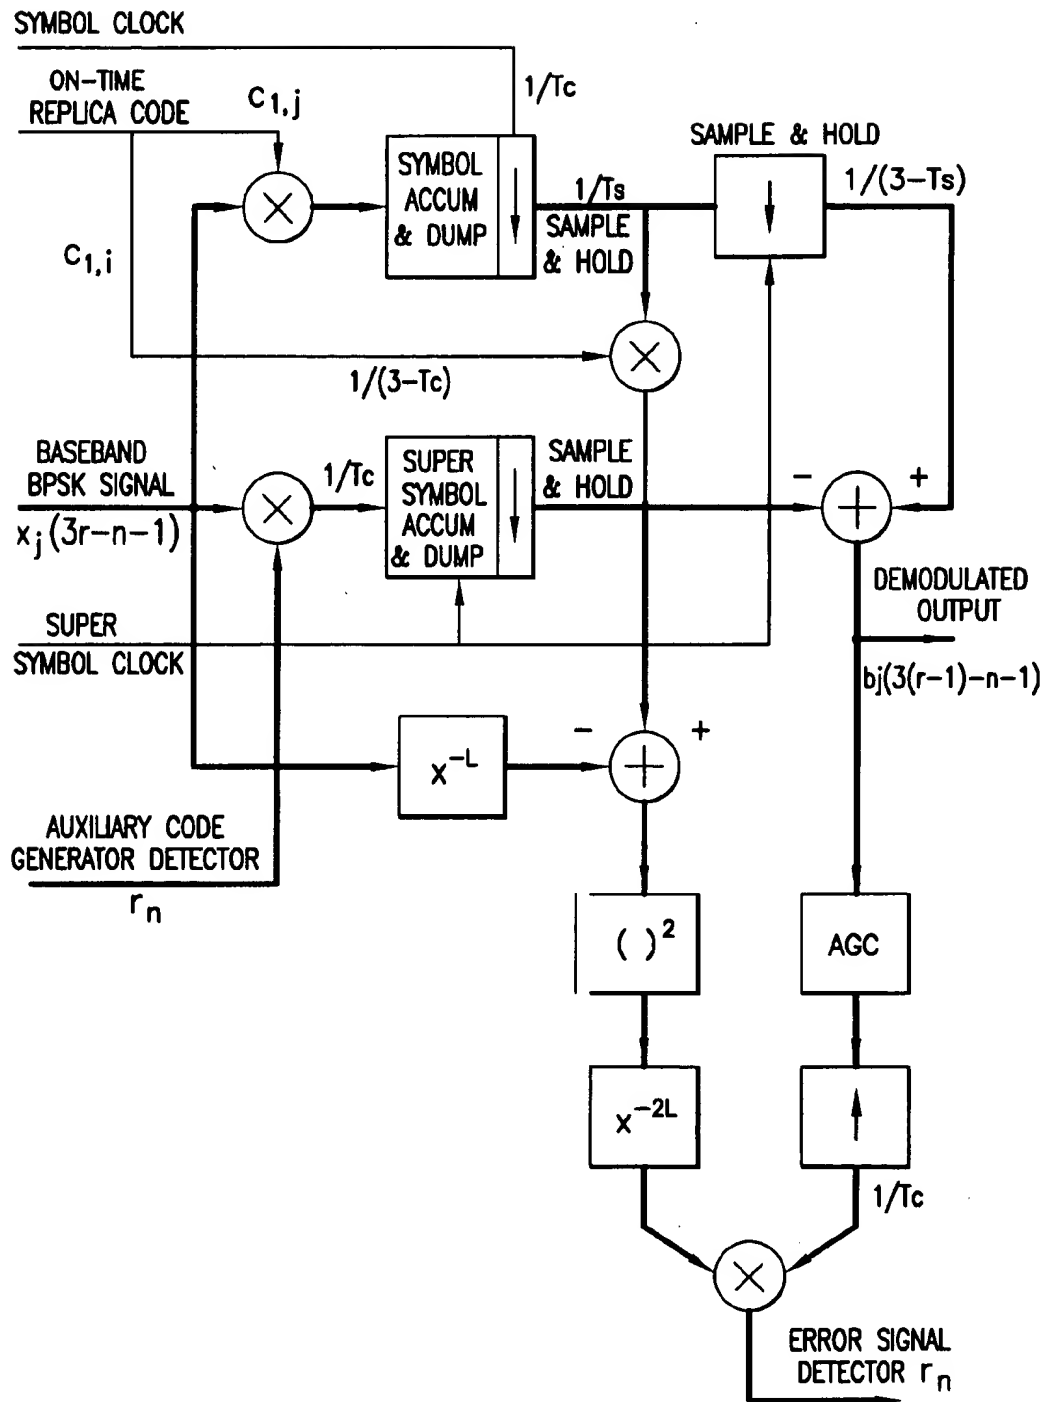 SYMBOL CLOCK
1/Tc
ON-TIME
REPLICA CODE
C1,j
SYMBOL
ACCUM
& DUMP
↓
1/Ts
SAMPLE
& HOLD
SAMPLE & HOLD
↓
1/(3-Ts)
C1,i
×
×
1/(3-Tc)
BASEBAND
BPSK SIGNAL
xj(3r-n-1)
×
1/Tc
SUPER
SYMBOL
ACCUM
& DUMP
↓
SAMPLE
& HOLD
-
+
+
DEMODULATED
OUTPUT
bj(3(r-1)-n-1)
SUPER
SYMBOL CLOCK
x-L
-
+
+
AUXILIARY CODE
GENERATOR DETECTOR
rn
( )2
AGC
x-2L
↑
1/Tc
×
ERROR SIGNAL
DETECTOR rn